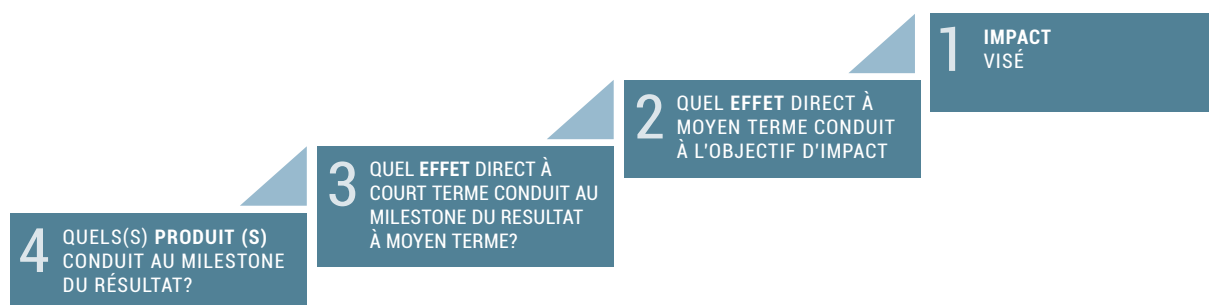 1
IMPACT
VISÉ
2
QUEL EFFET DIRECT À
MOYEN TERME CONDUIT
À L'OBJECTIF D'IMPACT
3
QUEL EFFET DIRECT À
COURT TERME CONDUIT AU
MILESTONE DU RESULTAT
À MOYEN TERME?
4
QUELS(S) PRODUIT (S)
CONDUIT AU MILESTONE
DU RÉSULTAT?